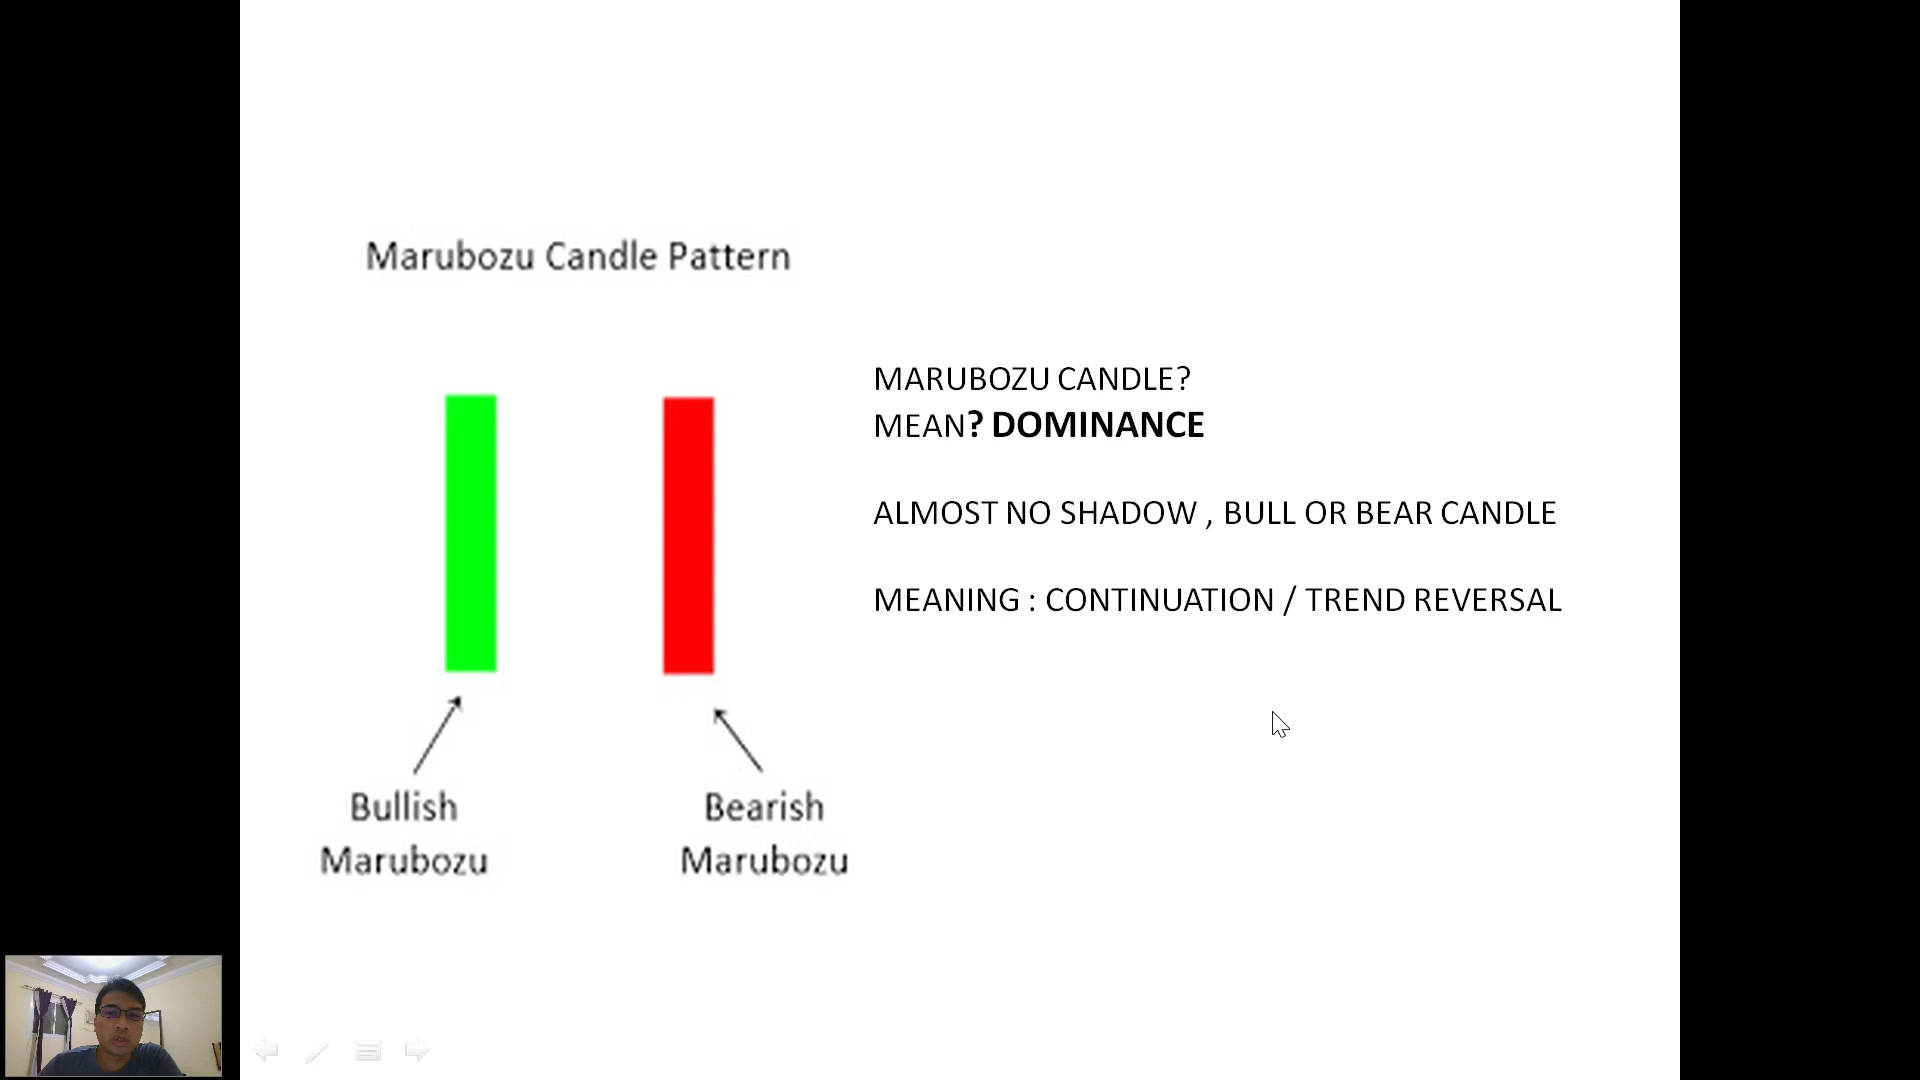 Marubozu Candle Pattern
MARUBOZU CANDLE?
MEAN? DOMINANCE
ALMOST NO SHADOW , BULL OR BEAR CANDLE
MEANING : CONTINUATION / TREND REVERSAL
Bullish
Marubozu
Bearish
Marubozu